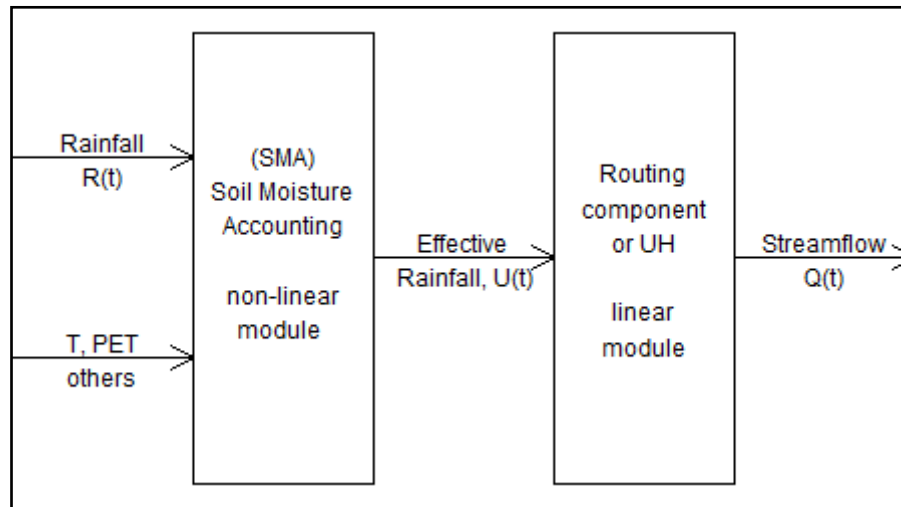 Rainfall
R(t)
T, PET
others
(SMA)
Soil Moisture
Accounting
non-linear
module
Effective
Rainfall, U(t)
Routing
component
or UH
linear
module
Streamflow
Q(t)